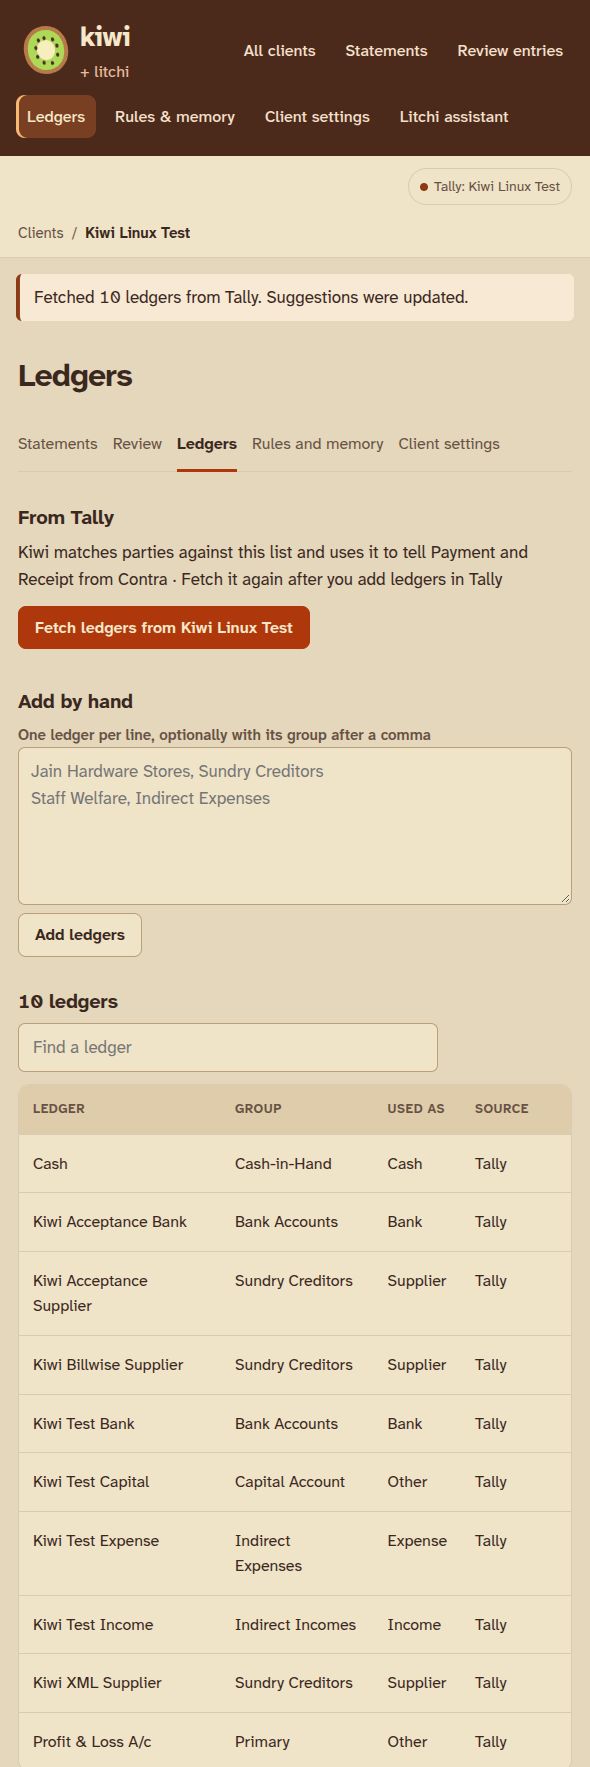 kiwi
+ litchi
All clients Statements Review entries
Ledgers Rules & memory Client settings Litchi assistant
Tally: Kiwi Linux Test
Clients / Kiwi Linux Test
Fetched 10 ledgers from Tally. Suggestions were updated.
Ledgers
Statements Review Ledgers Rules and memory Client settings
From Tally
Kiwi matches parties against this list and uses it to tell Payment and
Receipt from Contra · Fetch it again after you add ledgers in Tally
Fetch ledgers from Kiwi Linux Test
Add by hand
One ledger per line, optionally with its group after a comma
Jain Hardware Stores, Sundry Creditors
Staff Welfare, Indirect Expenses
Add ledgers
10 ledgers
Find a ledger
LEDGER GROUP USED AS SOURCE
Cash Cash-in-Hand Cash Tally
Kiwi Acceptance Bank Bank Accounts Bank Tally
Kiwi Acceptance Sundry Creditors Supplier Tally
Supplier
Kiwi Billwise Supplier Sundry Creditors Supplier Tally
Kiwi Test Bank Bank Accounts Bank Tally
Kiwi Test Capital Capital Account Other Tally
Kiwi Test Expense Indirect Expense Tally
Expenses
Kiwi Test Income Indirect Incomes Income Tally
Kiwi XML Supplier Sundry Creditors Supplier Tally
Profit & Loss A/c Primary Other Tally